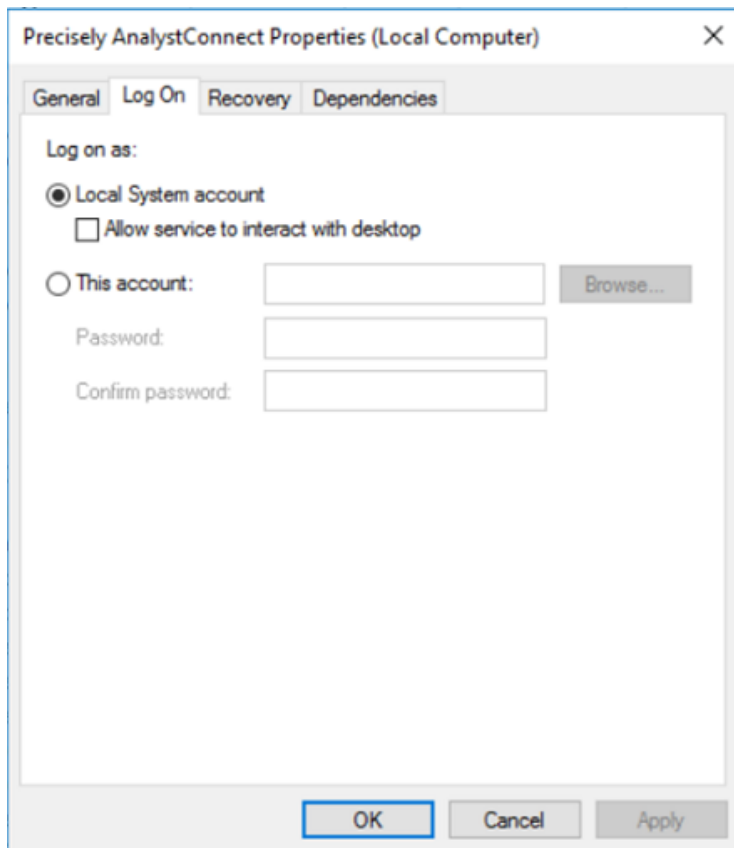 Precisely AnalystConnect Properties (Local Computer)
General Log On Recovery Dependencies
Log on as:
Local System account
Allow service to interact with desktop
This account: Browse...
Password:
Confirm password:
OK Cancel Apply